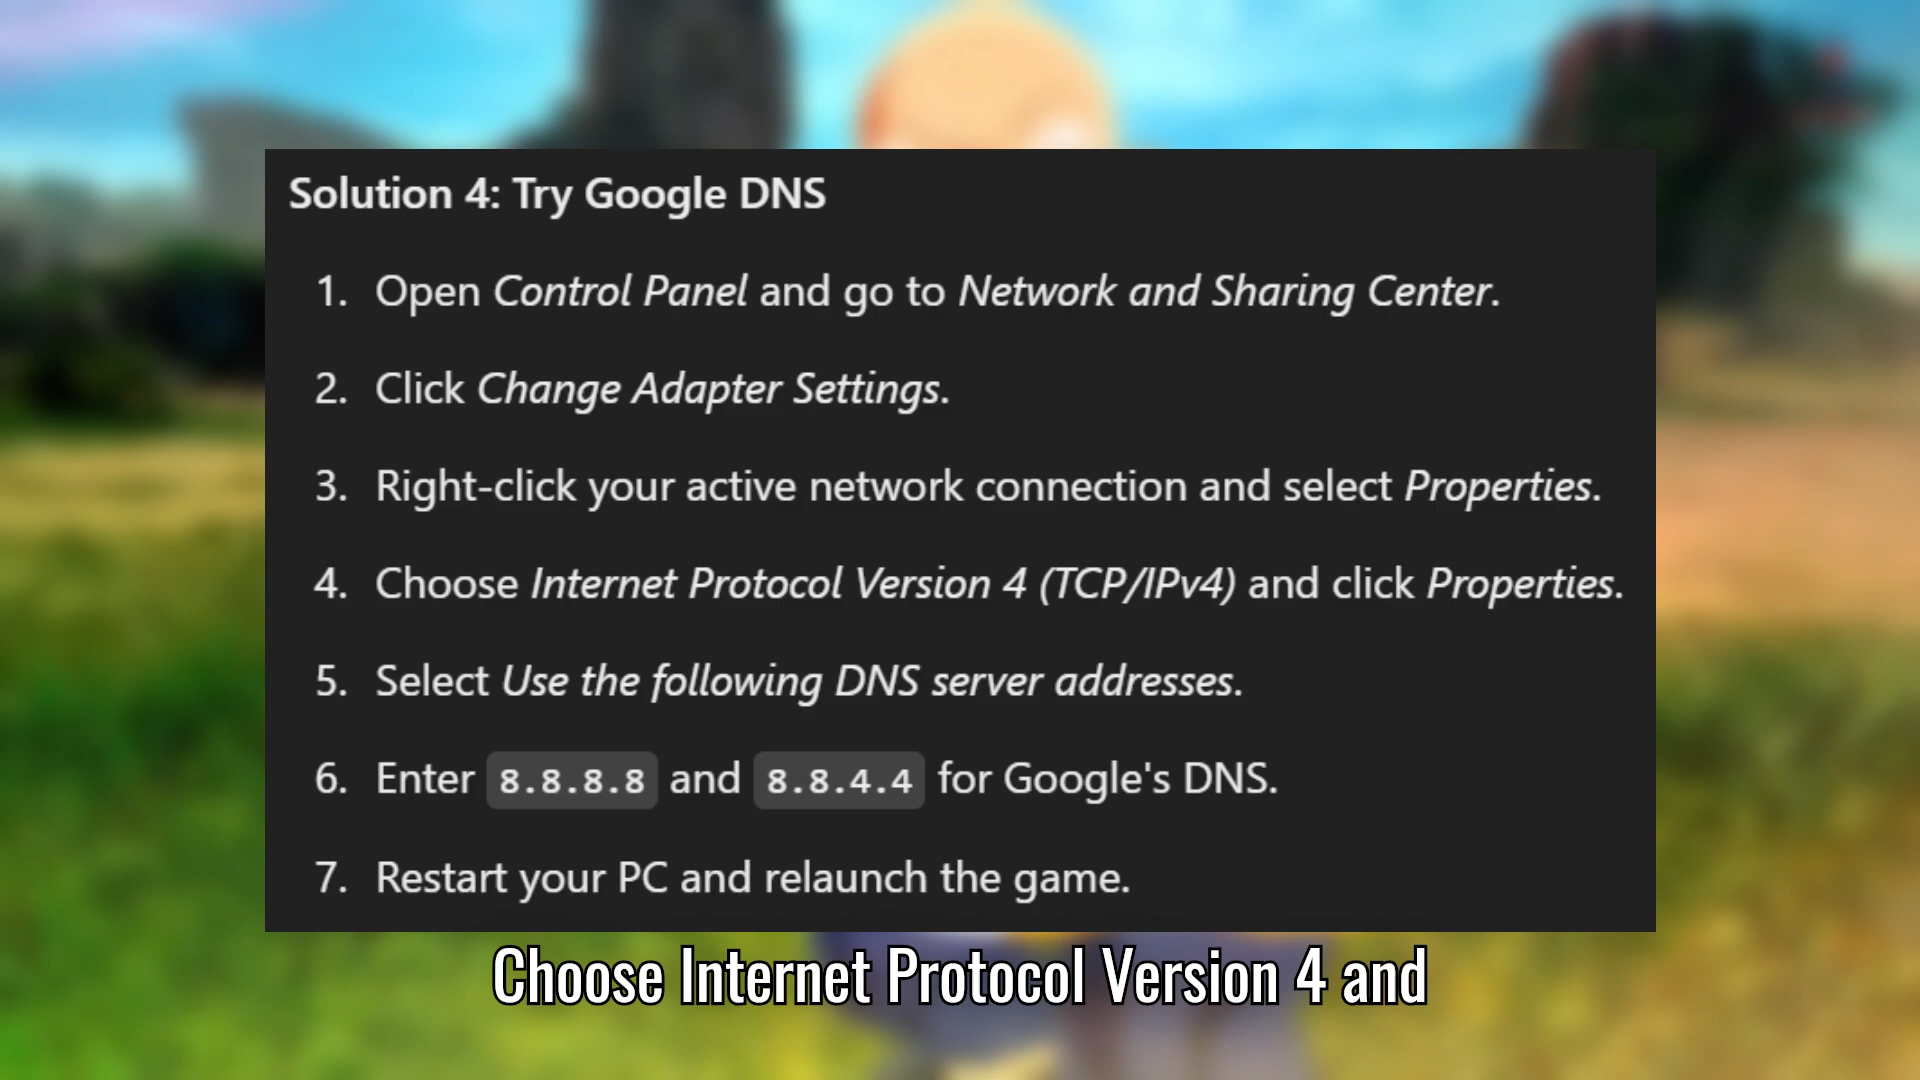 Solution 4: Try Google DNS
1. Open Control Panel and go to Network and Sharing Center.
2. Click Change Adapter Settings.
3. Right-click your active network connection and select Properties.
4. Choose Internet Protocol Version 4 (TCP/IPv4) and click Properties.
5. Select Use the following DNS server addresses.
6. Enter 8.8.8.8 and 8.8.4.4 for Google's DNS.
7. Restart your PC and relaunch the game.
Choose Internet Protocol Version 4 and